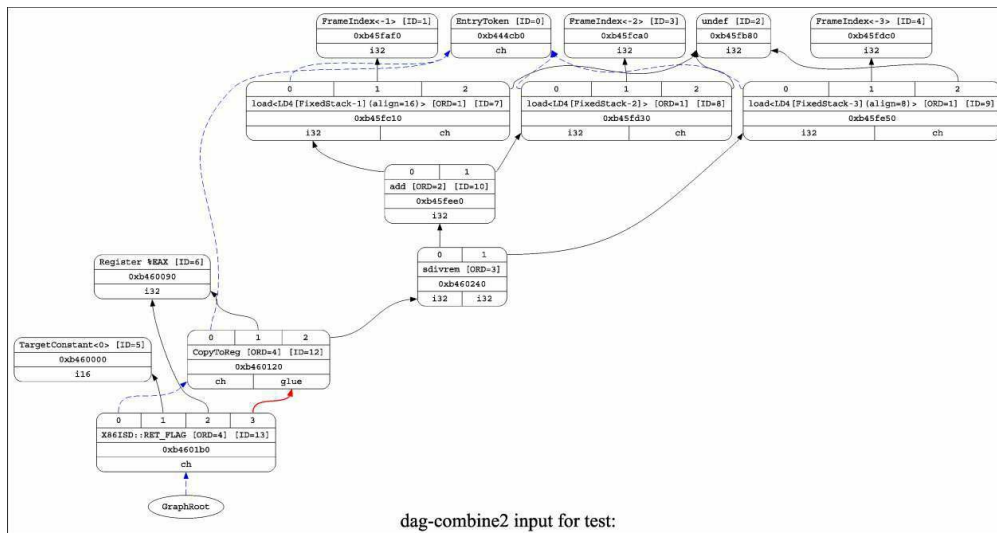 FrameIndex<-1> [ID=1]
0xb45faf0
i32
EntryToken [ID=0]
0xb444cb0
ch
FrameIndex<-2> [ID=3]
0xb45fca0
i32
undef [ID=2]
0xb45fb80
i32
FrameIndex<-3> [ID=4]
0xb45fdc0
i32
0 1 2
load<LD4[FixedStack-1](align=16)> [ORD=1] [ID=7]
0xb45fc10
i32 ch
0 1 2
load<LD4[FixedStack-2]> [ORD=1] [ID=8]
0xb45fd30
i32 ch
0 1 2
load<LD4[FixedStack-3](align=8)> [ORD=1] [ID=9]
0xb45fe50
i32 ch
0 1
add [ORD=2] [ID=10]
0xb45fee0
i32
0 1
sdivrem [ORD=3]
0xb460240
i32 i32
Register %EAX [ID=6]
0xb460090
i32
0 1 2
CopyToReg [ORD=4] [ID=12]
0xb460120
ch glue
TargetConstant<0> [ID=5]
0xb460000
i16
0 1 2 3
X86ISD::RET_FLAG [ORD=4] [ID=13]
0xb4601b0
ch
GraphRoot
dag-combine2 input for test: